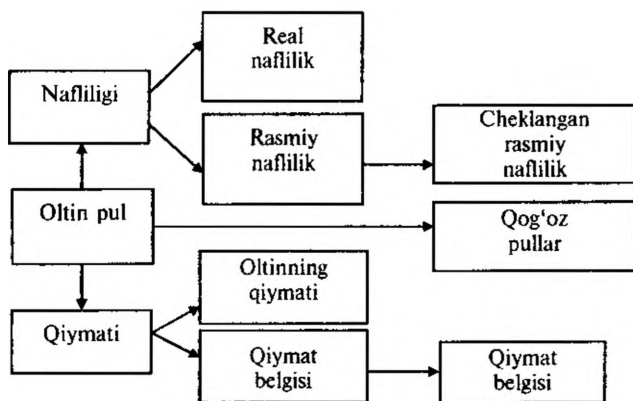 Real
naflilik
Nafliligi
Rasmiy
naflilik
Cheklangan
rasmiy
naflilik
Oltin pul
Qog‘oz
pullar
Oltinning
qiymati
Qiymati
Qiymat
belgisi
Qiymat
belgisi